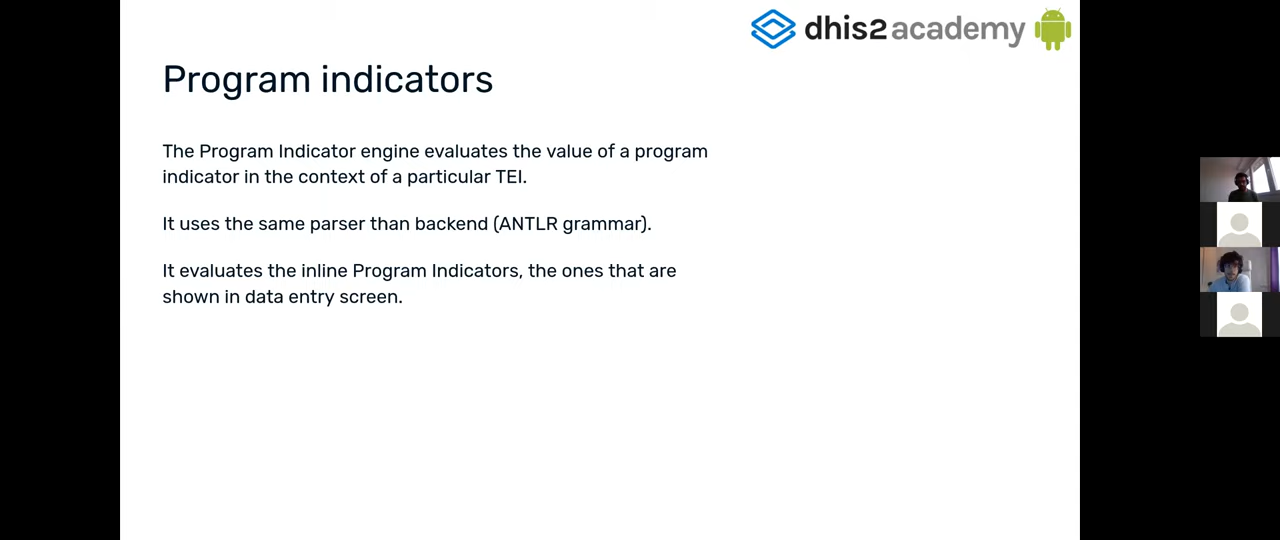 dhis2 academy
Program indicators
The Program Indicator engine evaluates the value of a program
indicator in the context of a particular TEI.
It uses the same parser than backend (ANTLR grammar).
It evaluates the inline Program Indicators, the ones that are
shown in data entry screen.